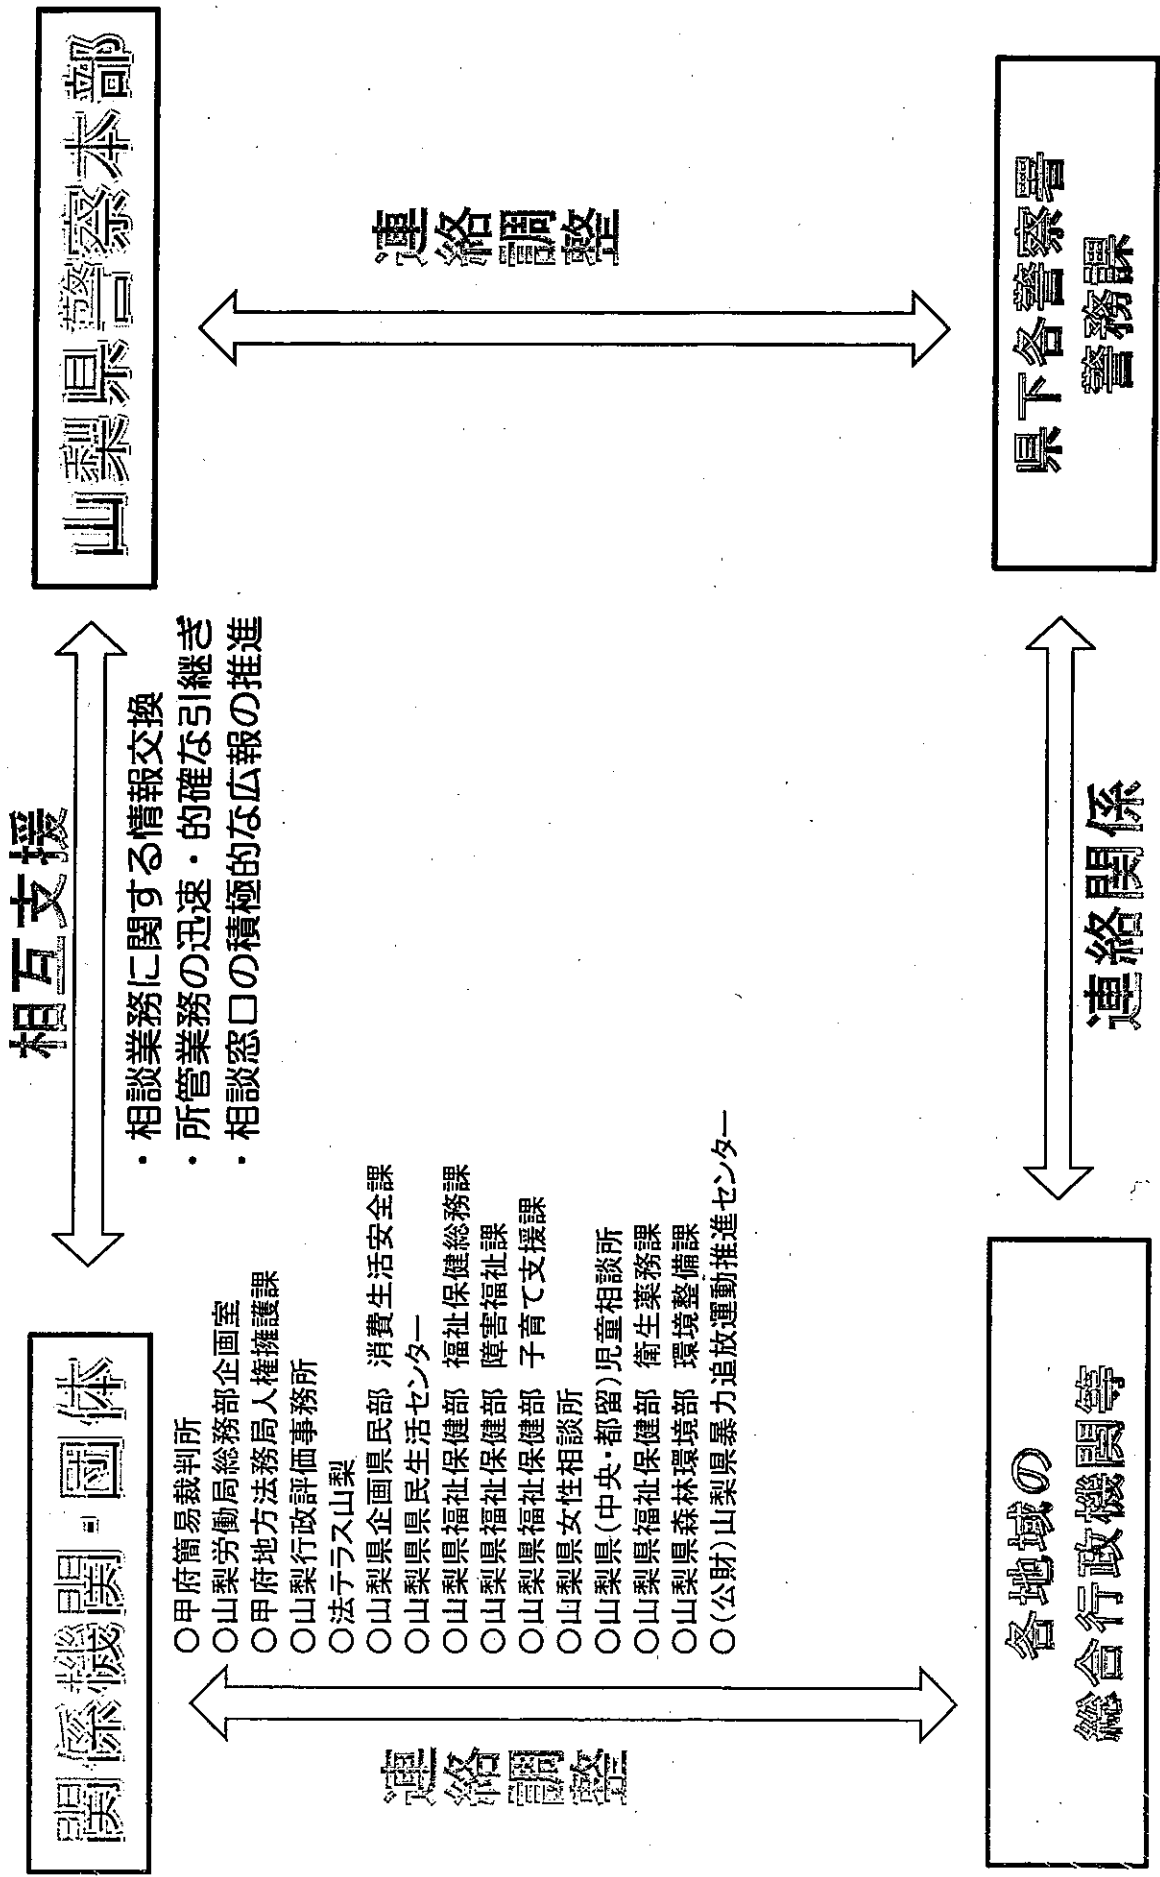 関係機関・団体
相互支援
山梨県警察本部
・相談業務に関する情報交換
・所管業務の迅速・的確な引継ぎ
・相談窓口の積極的な広報の推進
○甲府簡易裁判所
○山梨労働局総務部企画室
○甲府地方法務局人権擁護課
○山梨行政評価事務所
○法テラス山梨
○山梨県企画県民部　消費生活安全課
○山梨県県民生活センター
○山梨県福祉保健部　福祉保健総務課
○山梨県福祉保健部　障害福祉課
○山梨県福祉保健部　子育て支援課
○山梨県女性相談所
○山梨県(中央・都留)児童相談所
○山梨県福祉保健部　衛生薬務課
○山梨県森林環境部　環境整備課
○(公財)山梨県暴力追放運動推進センター
連絡調整
連絡調整
各地域の
総合行政機関等
連絡関係
県下各警察署
警務課